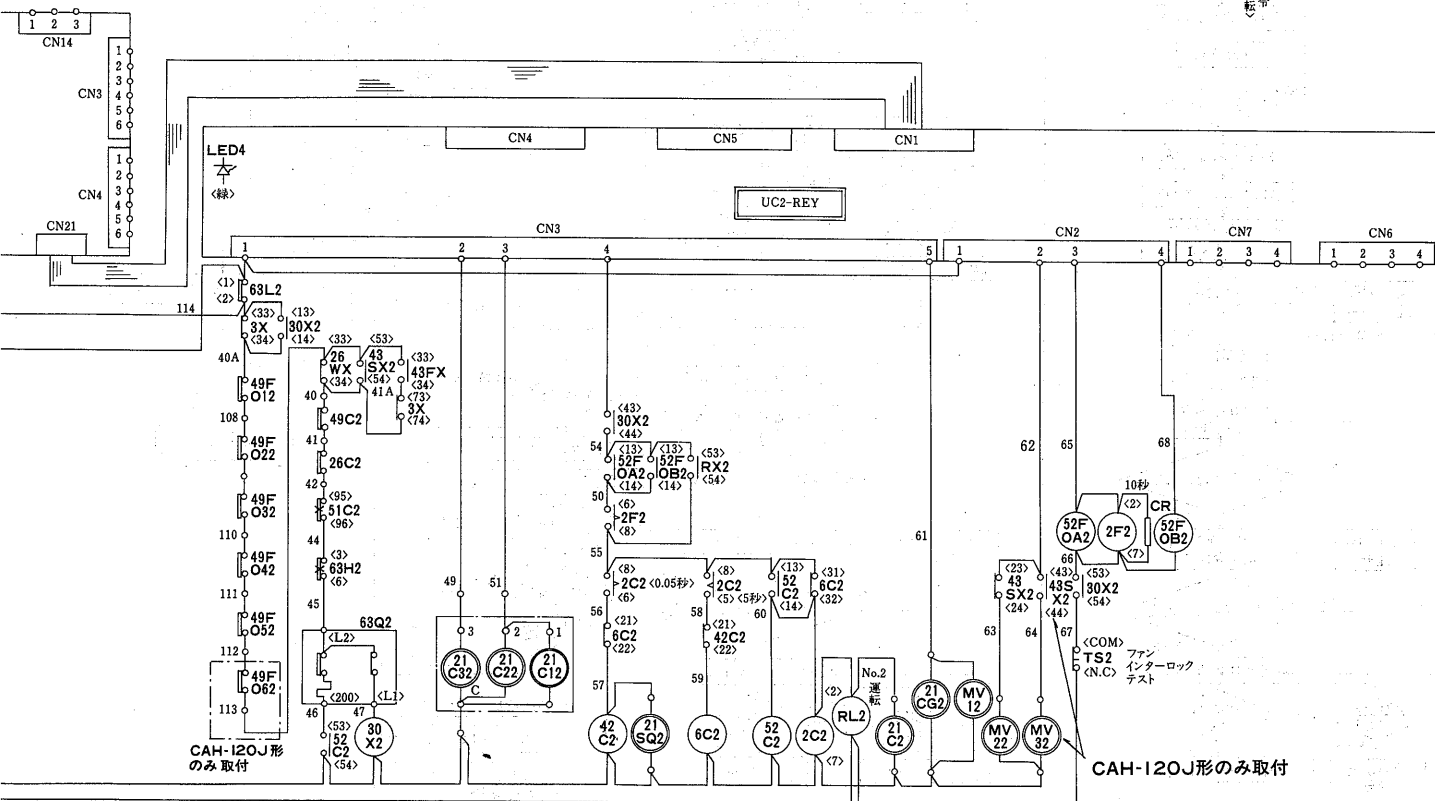 転
1 2 3
CN14
CN3
1
2
3
4
5
6
CN4
1
2
3
4
5
6
CN21
LED4
〈緑〉
CN4
CN5
CN1
UC2-REY
CN3
CN2
CN7
CN6
1
2
3
4
5
1
2
3
4
1
2
3
4
1
2
3
4
〈1〉
63L2
〈2〉
114
〈33〉
3X
〈34〉
〈13〉
30X2
〈14〉
40A
49F
O12
108
49F
O22
49F
O32
110
49F
O42
111
49F
O52
112
49F
O62
113
CAH-120J形
のみ取付
〈33〉
26
WX
〈34〉
〈53〉
43
SX2
〈54〉
41A
〈33〉
43FX
〈34〉
〈73〉
3X
〈74〉
40
49C2
41
26C2
42
〈95〉
51C2
〈96〉
44
〈3〉
63H2
〈6〉
45
63Q2
〈L2〉
〈200〉
〈L1〉
46
47
〈53〉
52
C2
〈54〉
30
X2
49
51
3
2
1
21
C32
21
C22
21
C12
C
〈43〉
30X2
〈44〉
54
〈13〉
52F
OA2
〈14〉
〈13〉
52F
OB2
〈14〉
〈53〉
RX2
〈54〉
50
〈6〉
2F2
〈8〉
55
〈8〉
2C2〈0.05秒〉
〈6〉
〈8〉
2C2
〈5〉〈5秒〉
〈13〉
52
C2
〈14〉
〈31〉
6C2
〈32〉
56
〈21〉
6C2
〈22〉
58
〈21〉
42C2
〈22〉
60
57
59
42
C2
21
SQ2
6C2
52
C2
〈2〉
2C2
〈7〉
No.2
運
転
RL2
21
C2
61
21
CG2
MV
12
62
〈23〉
43
SX2
〈24〉
〈43〉
43S
X2
〈44〉
63
64
MV
22
MV
32
65
68
10秒
52F
OA2
〈2〉
2F2
〈7〉
CR
52F
OB2
66
〈53〉
30X2
〈54〉
67
〈COM〉
TS2
〈N.C〉
ファン
インターロック
テスト
CAH-120J形のみ取付